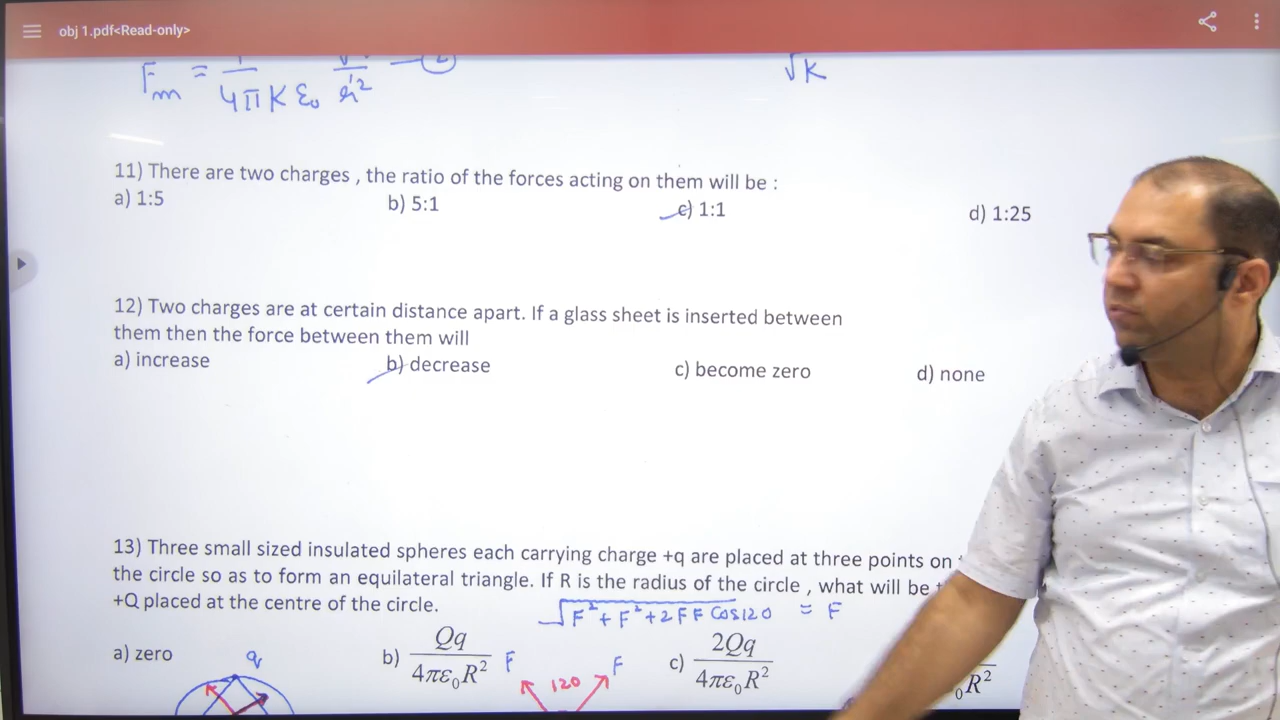 obj 1.pdf<Read-only>
Fm = 1/4πKε₀ /r'² — ②
√K
11) There are two charges , the ratio of the forces acting on them will be :
a) 1:5 b) 5:1 c) 1:1 d) 1:25
12) Two charges are at certain distance apart. If a glass sheet is inserted between
them then the force between them will
a) increase b) decrease c) become zero d) none
13) Three small sized insulated spheres each carrying charge +q are placed at three points on
the circle so as to form an equilateral triangle. If R is the radius of the circle , what will be
+Q placed at the centre of the circle.
√F²+F²+2FF Cos120 = F
a) zero b) Qq/4πε₀R² c) 2Qq/4πε₀R² ₀R²
q F 120 F